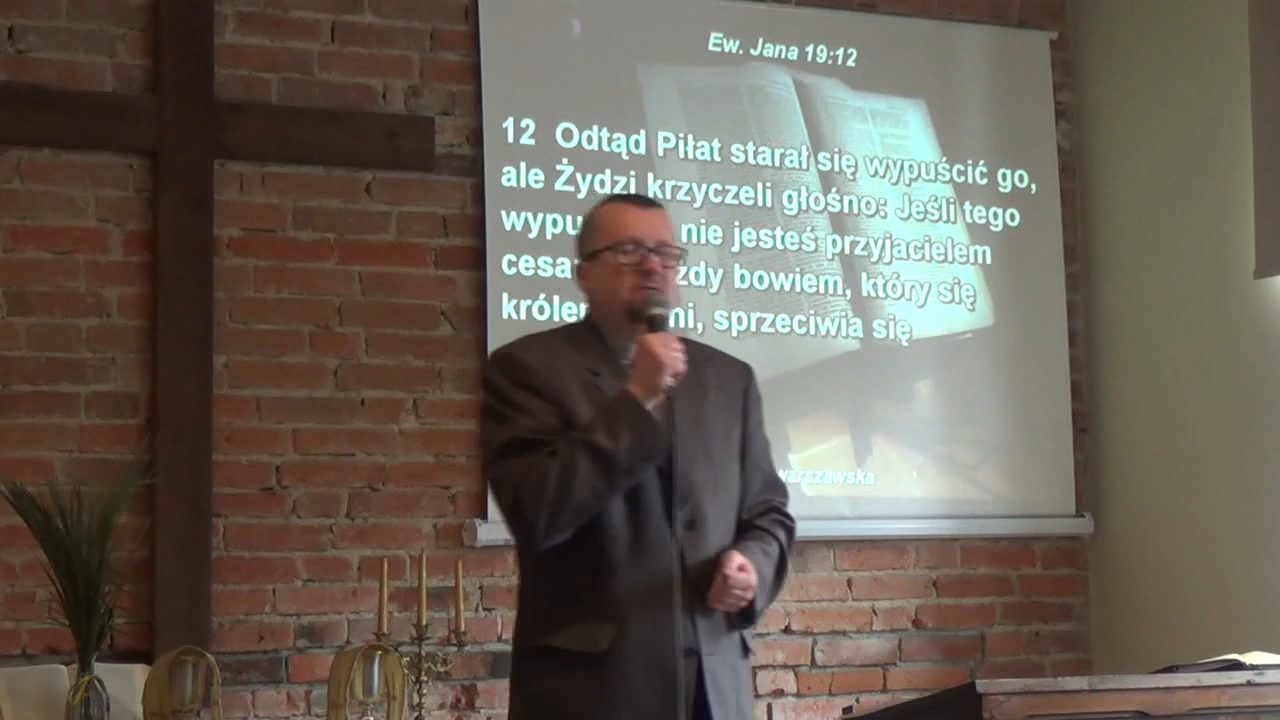 Ew. Jana 19:12
12 Odtąd Piłat starał się wypuścić go,
ale Żydzi krzyczeli głośno: Jeśli tego
nie jesteś przyjacielem
bowiem, który się
sprzeciwia się
warszawska